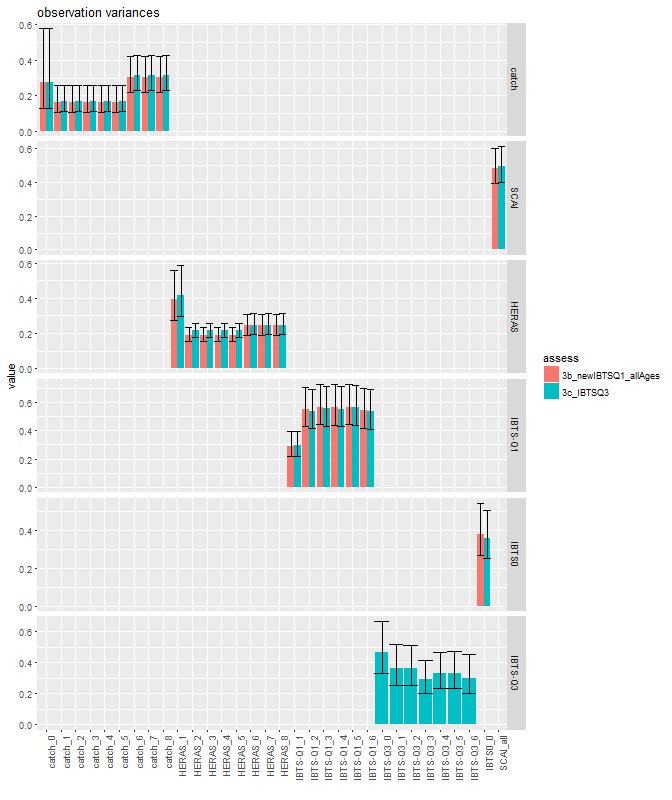 observation variances
0.6
0.4
0.2
0.0
catch
0.6
0.4
0.2
0.0
SCAI
0.6
0.4
0.2
0.0
HERAS
value
0.6
0.4
0.2
0.0
IBTS-Q1
0.4
0.2
0.0
IBTS0
0.6
0.4
0.2
0.0
IBTS-Q3
catch_0
catch_1
catch_2
catch_3
catch_4
catch_5
catch_6
catch_7
catch_8
HERAS_1
HERAS_2
HERAS_3
HERAS_4
HERAS_5
HERAS_6
HERAS_7
HERAS_8
IBTS-Q1_1
IBTS-Q1_2
IBTS-Q1_3
IBTS-Q1_4
IBTS-Q1_5
IBTS-Q1_6
IBTS-Q3_0
IBTS-Q3_1
IBTS-Q3_2
IBTS-Q3_3
IBTS-Q3_4
IBTS-Q3_5
IBTS-Q3_6
IBTS0_0
SCAI_all
assess
3b_newIBTSQ1_allAges
3c_IBTSQ3